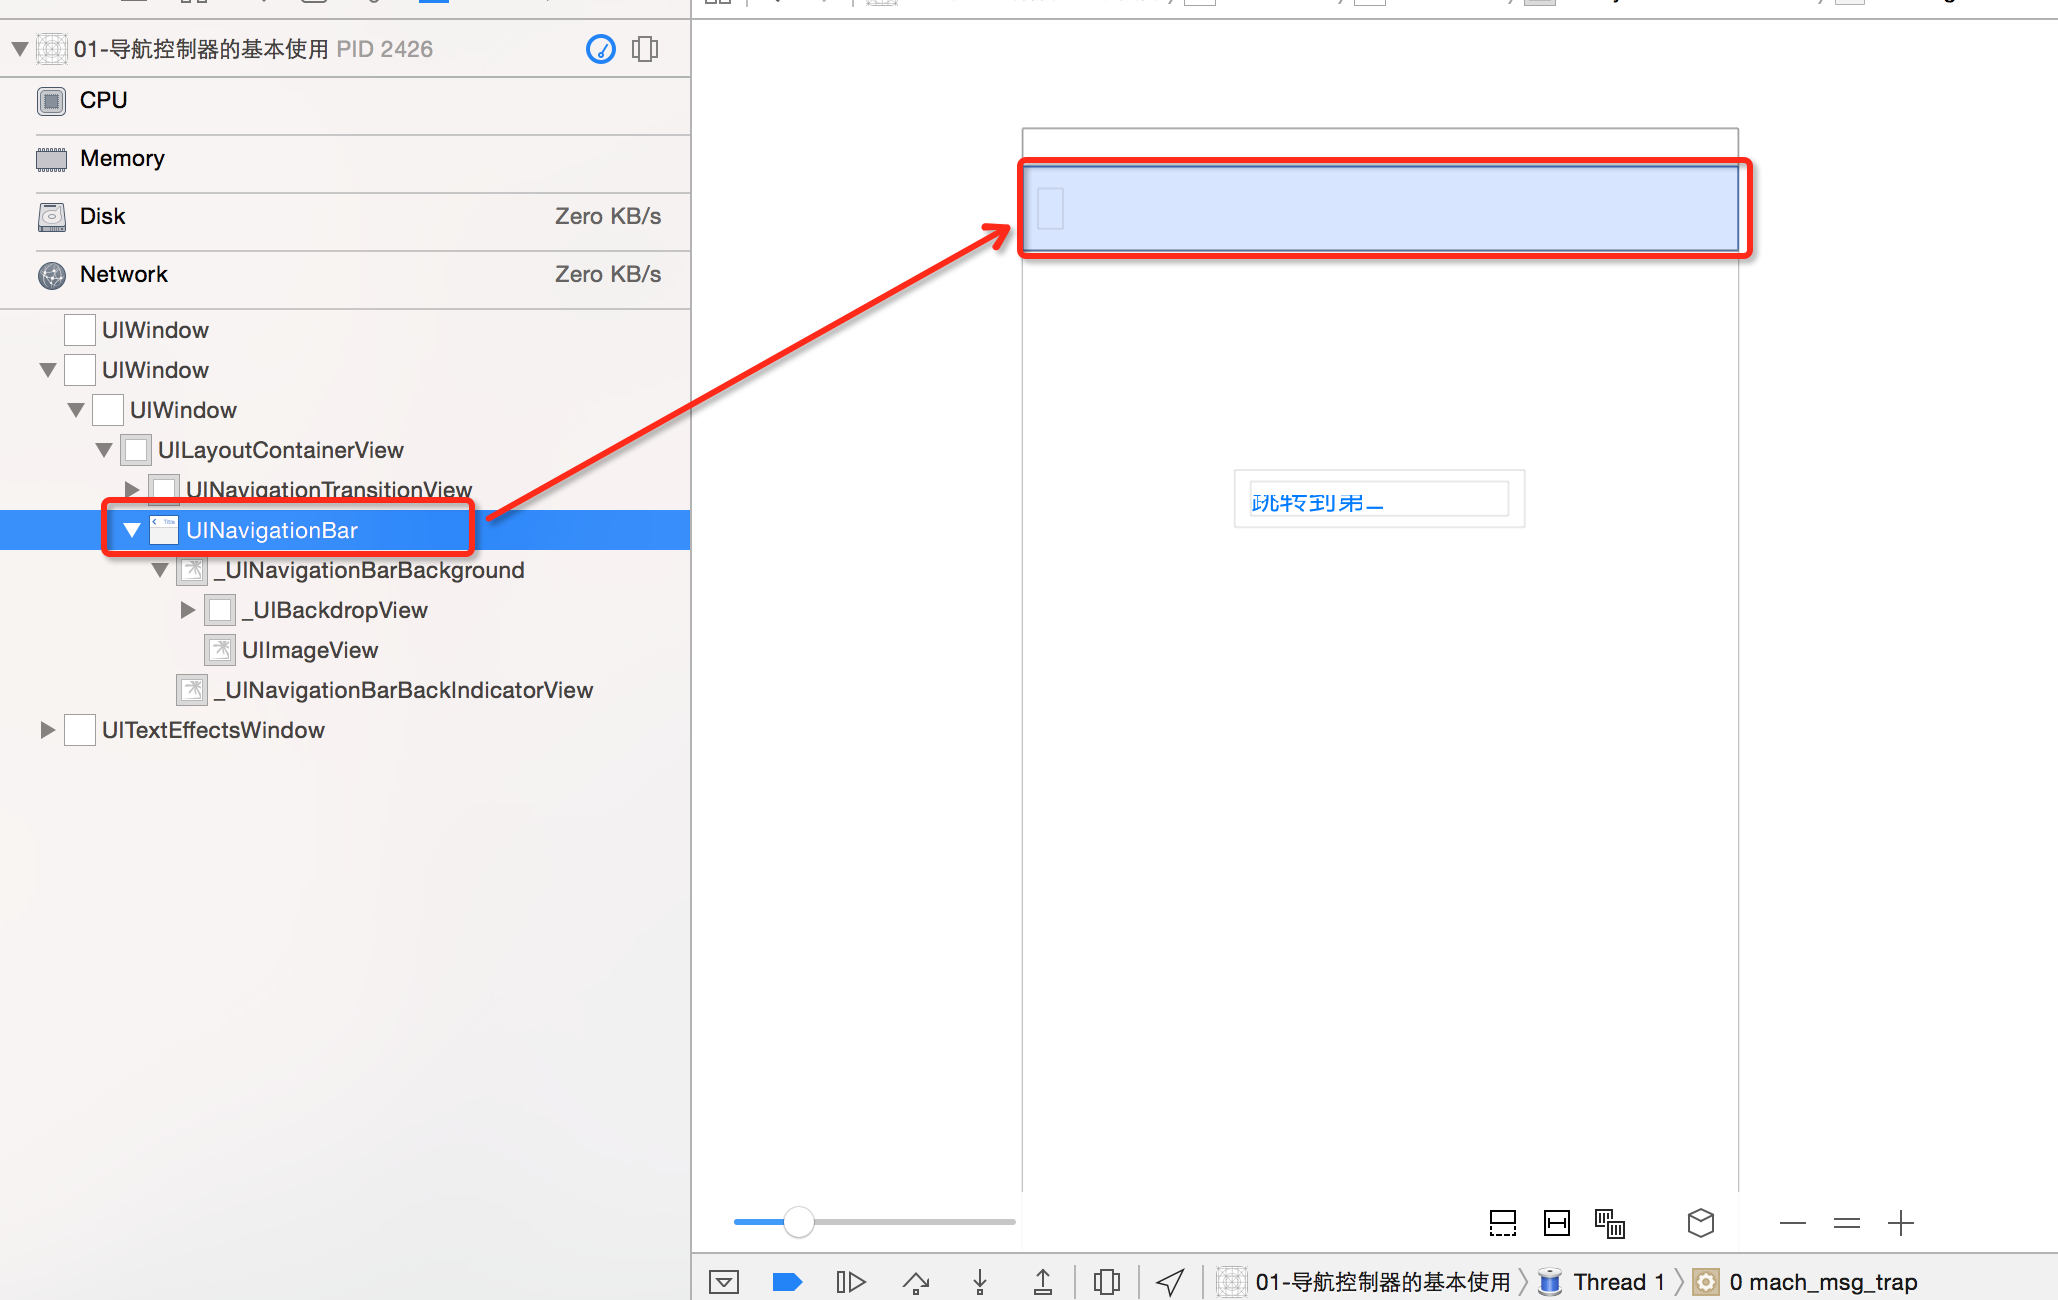 01-导航控制器的基本使用 PID 2426
CPU
Memory
Disk Zero KB/s
Network Zero KB/s
UIWindow
UIWindow
UIWindow
UILayoutContainerView
UINavigationTransitionView
UINavigationBar
_UINavigationBarBackground
_UIBackdropView
UIImageView
_UINavigationBarBackIndicatorView
UITextEffectsWindow
跳转到第_
01-导航控制器的基本使用 Thread 1 0 mach_msg_trap